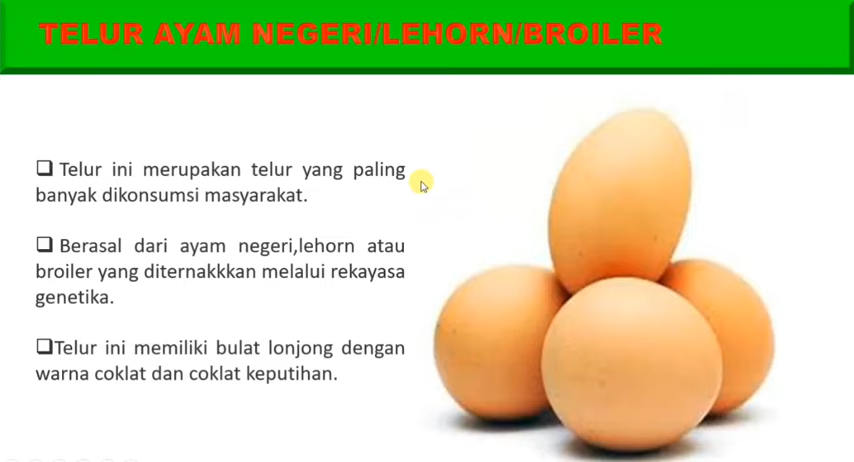 TELUR AYAM NEGERI/LEHORN/BROILER
❑ Telur ini merupakan telur yang paling
banyak dikonsumsi masyarakat.
❑ Berasal dari ayam negeri,lehorn atau
broiler yang diternakkkan melalui rekayasa
genetika.
❑Telur ini memiliki bulat lonjong dengan
warna coklat dan coklat keputihan.